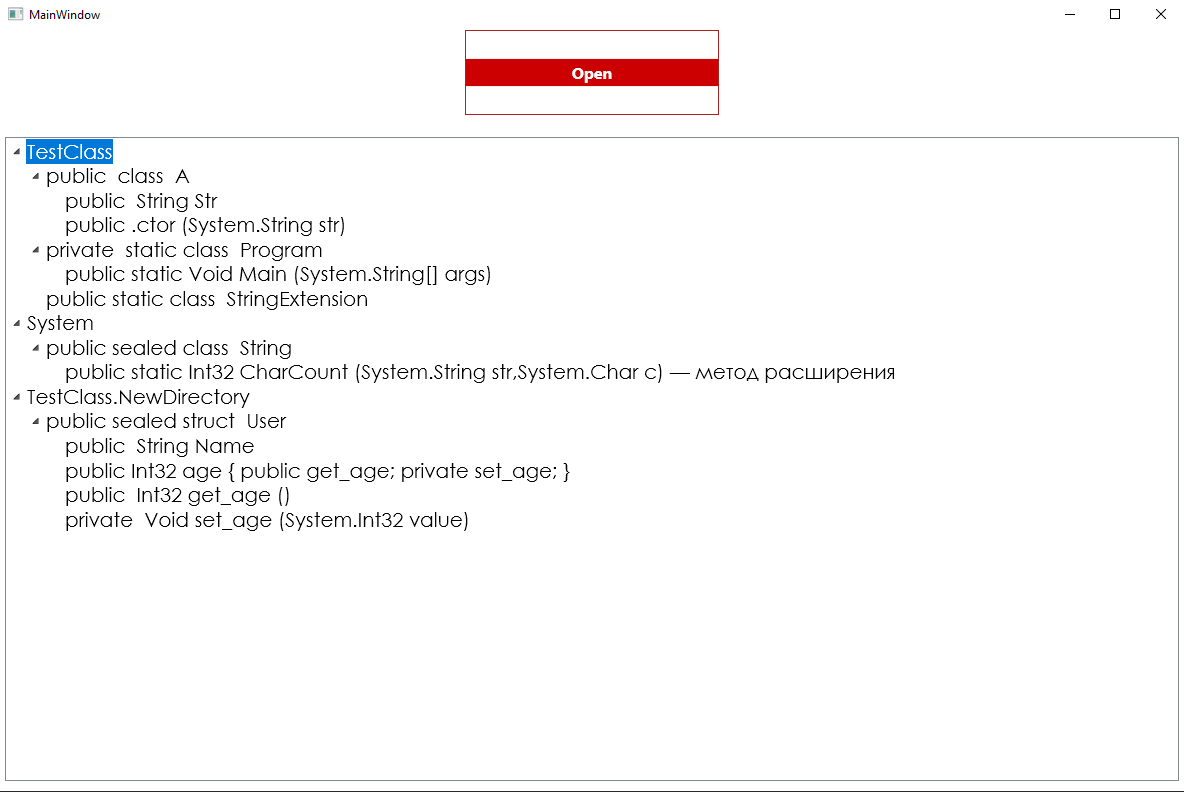 MainWindow
Open
TestClass
public  class  A
public  String Str
public .ctor (System.String str)
private  static class  Program
public static Void Main (System.String[] args)
public static class  StringExtension
System
public sealed class  String
public static Int32 CharCount (System.String str,System.Char c) — метод расширения
TestClass.NewDirectory
public sealed struct  User
public  String Name
public Int32 age { public get_age; private set_age; }
public  Int32 get_age ()
private  Void set_age (System.Int32 value)